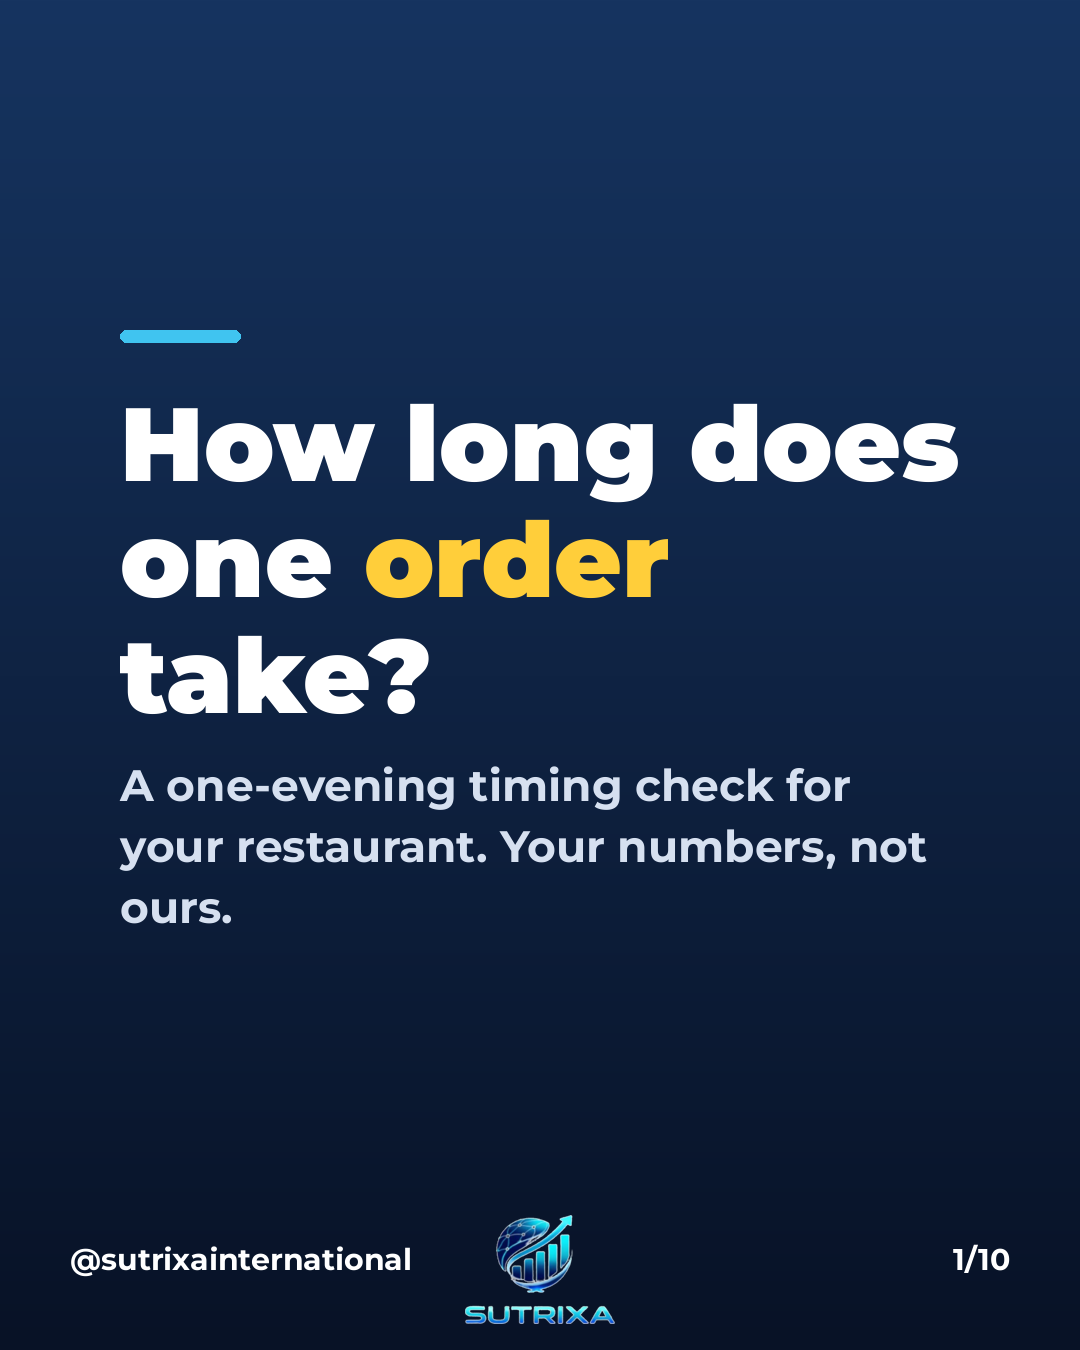 How long does
one order
take?
A one-evening timing check for
your restaurant. Your numbers, not
ours.
@sutrixainternational
SUTRIXA
1/10